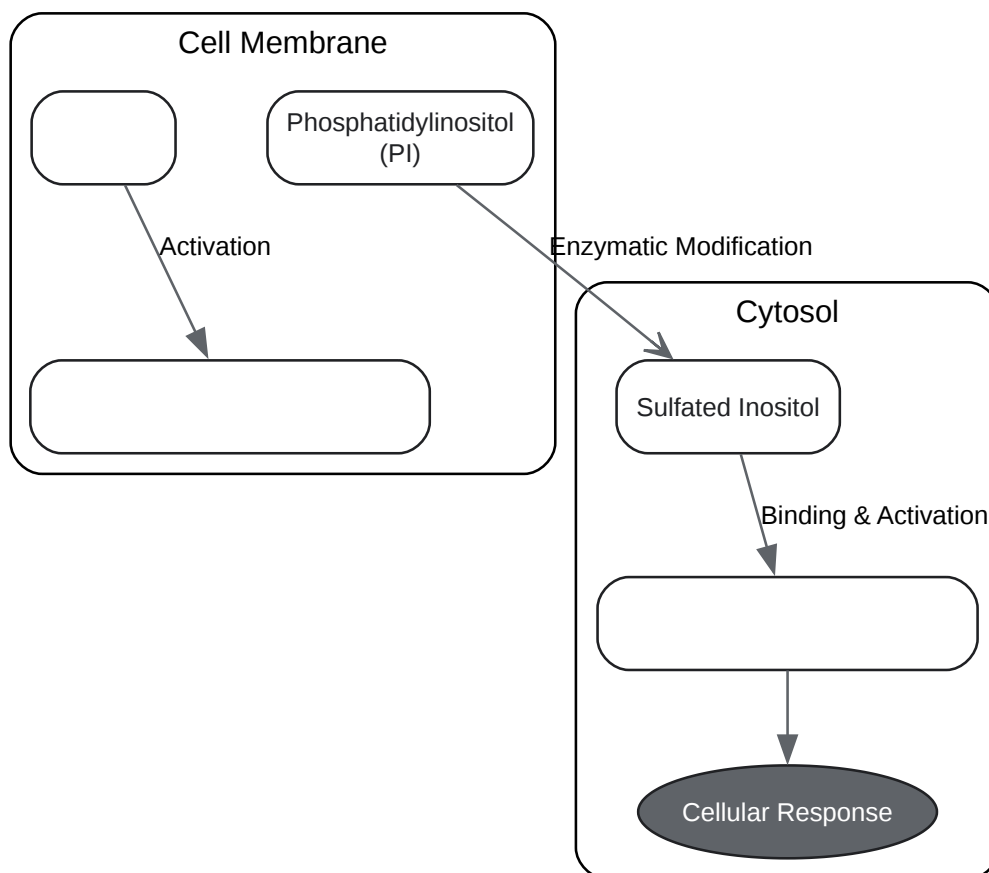 Cell Membrane
Phosphatidylinositol
(PI)
Activation
Enzymatic Modification
Cytosol
Sulfated Inositol
Binding & Activation
Cellular Response